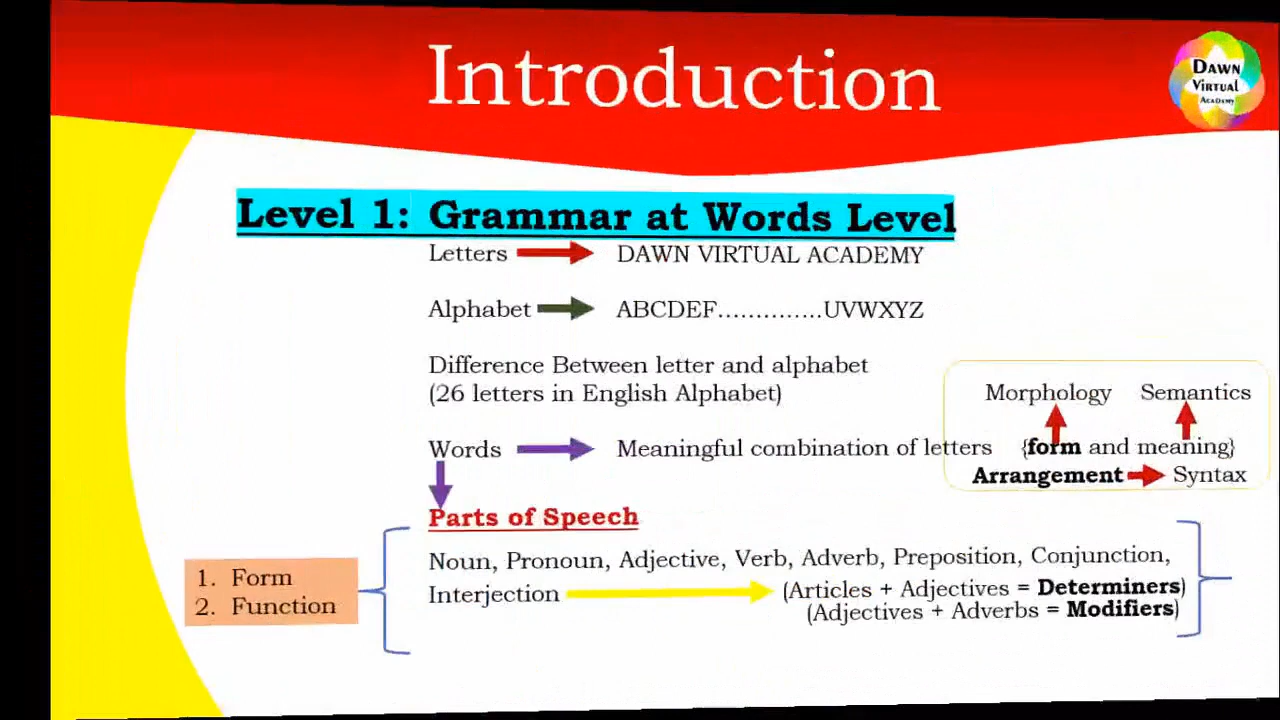 Introduction
DAWN
VIRTUAL
ACADEMY
Level 1: Grammar at Words Level
Letters DAWN VIRTUAL ACADEMY
Alphabet ABCDEF..............UVWXYZ
Difference Between letter and alphabet
(26 letters in English Alphabet)
Morphology Semantics
Words Meaningful combination of letters {form and meaning}
Arrangement Syntax
Parts of Speech
Noun, Pronoun, Adjective, Verb, Adverb, Preposition, Conjunction,
1. Form
Interjection (Articles + Adjectives = Determiners)
2. Function
(Adjectives + Adverbs = Modifiers)